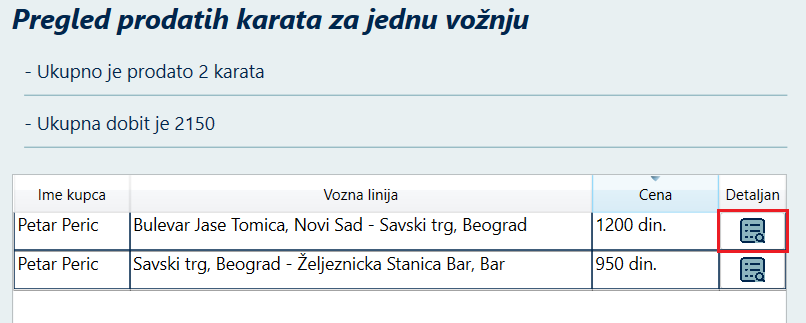 Pregled prodatih karata za jednu vožnju
- Ukupno je prodato 2 karata
- Ukupna dobit je 2150
Ime kupca Vozna linija Cena Detaljan
Petar Peric Bulevar Jase Tomica, Novi Sad - Savski trg, Beograd 1200 din.
Petar Peric Savski trg, Beograd - Željeznicka Stanica Bar, Bar 950 din.